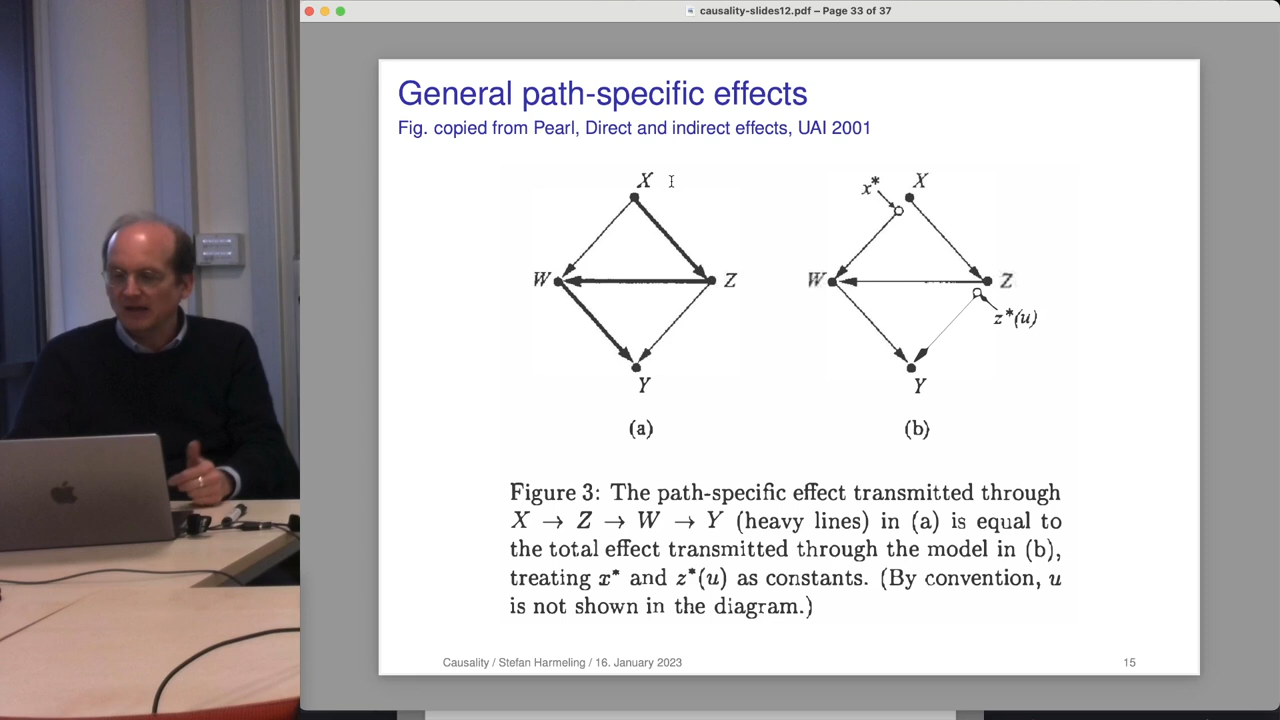 causality-slides12.pdf – Page 33 of 37
General path-specific effects
Fig. copied from Pearl, Direct and indirect effects, UAI 2001
X
W
Z
Y
(a)
x*
X
W
Z
z*(u)
Y
(b)
Figure 3: The path-specific effect transmitted through
X → Z → W → Y (heavy lines) in (a) is equal to
the total effect transmitted through the model in (b),
treating x* and z*(u) as constants. (By convention, u
is not shown in the diagram.)
Causality / Stefan Harmeling / 16. January 2023
15